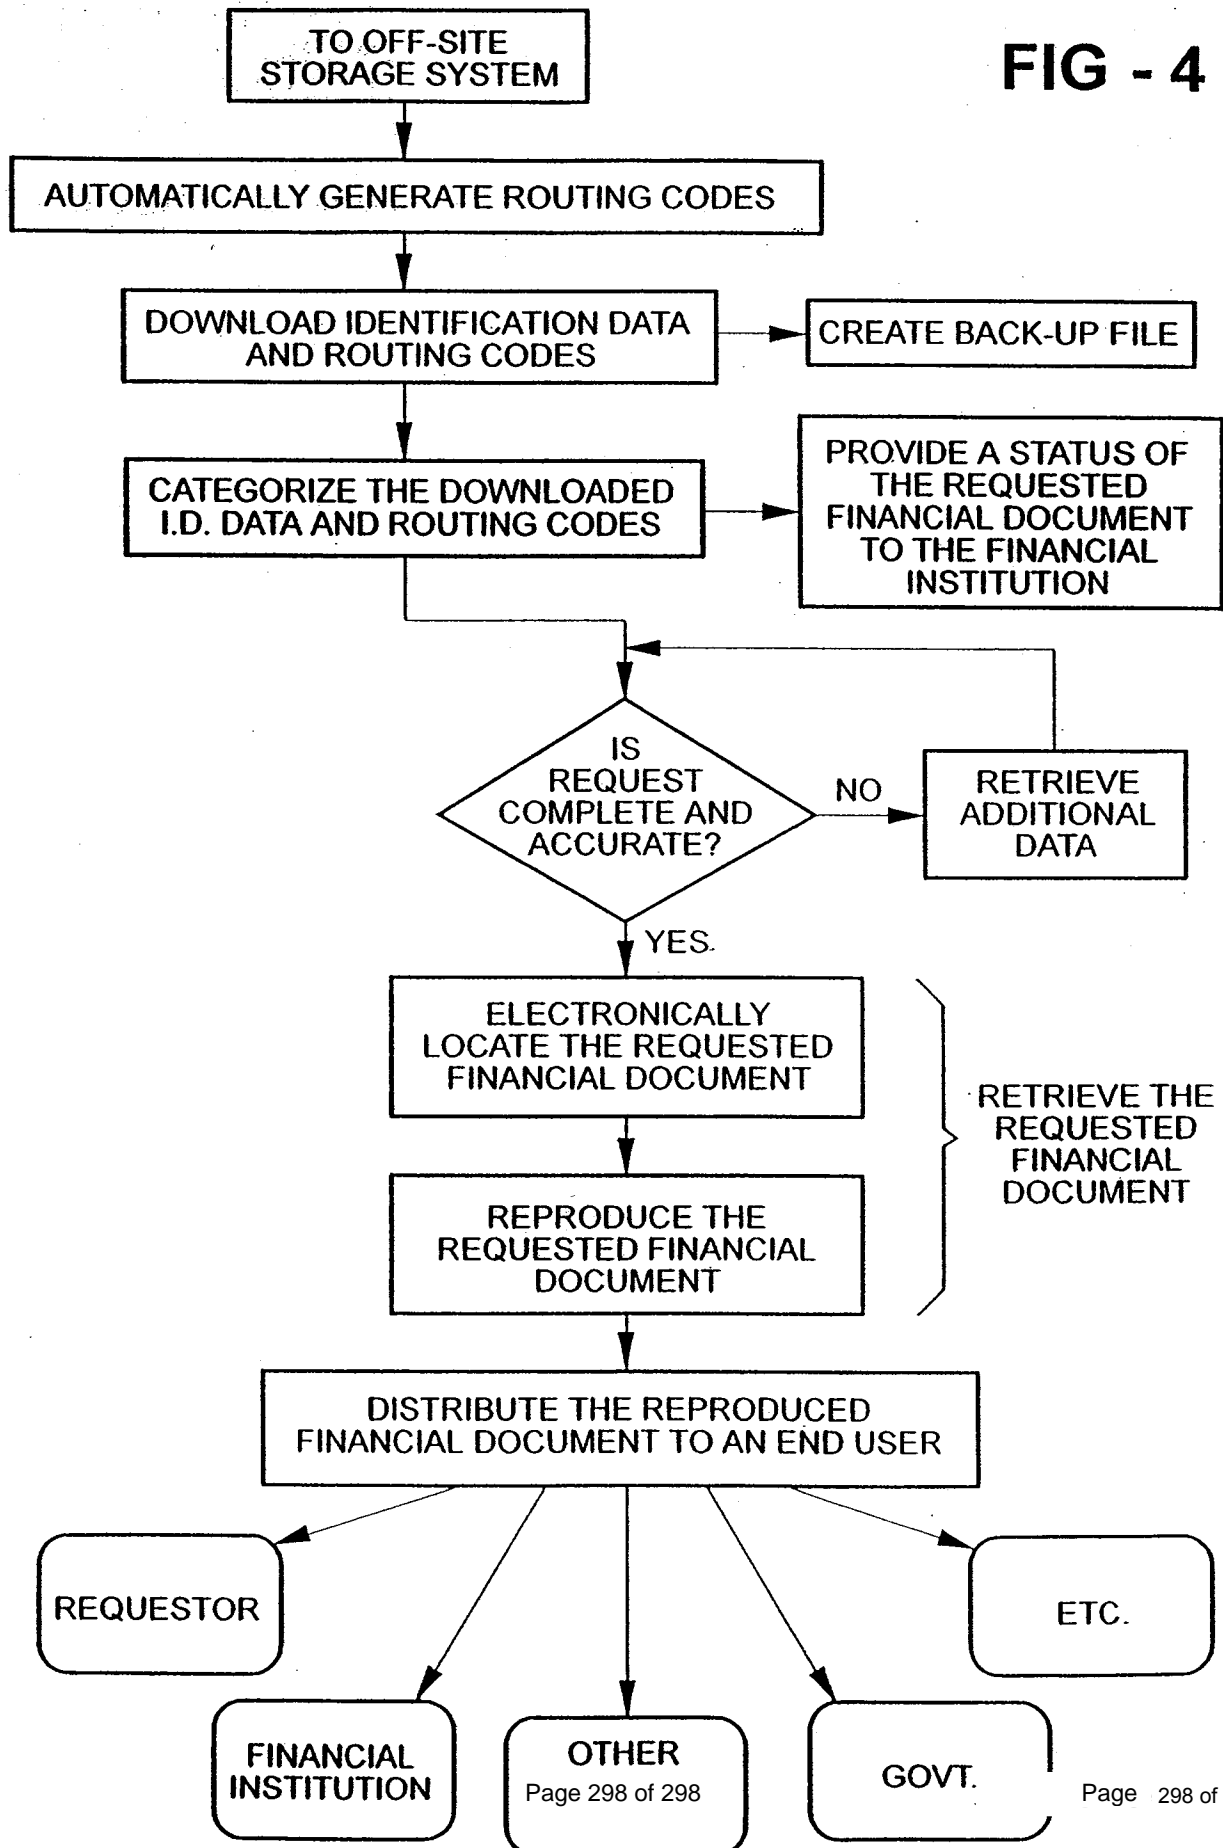 TO OFF-SITE
STORAGE SYSTEM
FIG - 4
AUTOMATICALLY GENERATE ROUTING CODES
DOWNLOAD IDENTIFICATION DATA
AND ROUTING CODES
CREATE BACK-UP FILE
CATEGORIZE THE DOWNLOADED
I.D. DATA AND ROUTING CODES
PROVIDE A STATUS OF
THE REQUESTED
FINANCIAL DOCUMENT
TO THE FINANCIAL
INSTITUTION
IS
REQUEST
COMPLETE AND
ACCURATE?
NO
RETRIEVE
ADDITIONAL
DATA
YES
ELECTRONICALLY
LOCATE THE REQUESTED
FINANCIAL DOCUMENT
REPRODUCE THE
REQUESTED FINANCIAL
DOCUMENT
RETRIEVE THE
REQUESTED
FINANCIAL
DOCUMENT
DISTRIBUTE THE REPRODUCED
FINANCIAL DOCUMENT TO AN END USER
REQUESTOR
ETC.
FINANCIAL
INSTITUTION
OTHER
GOVT.
Page 298 of 298
Page 298 of